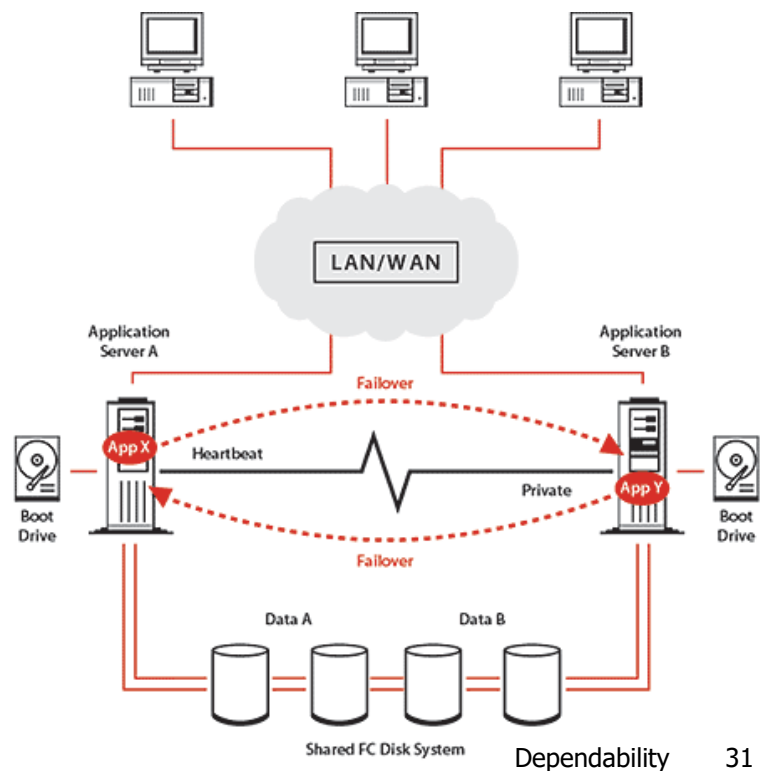 LAN/WAN
Application
Server A
Application
Server B
Failover
App X
Heartbeat
Private
App Y
Boot
Drive
Boot
Drive
Failover
Data A
Data B
Shared FC Disk System
Dependability 31